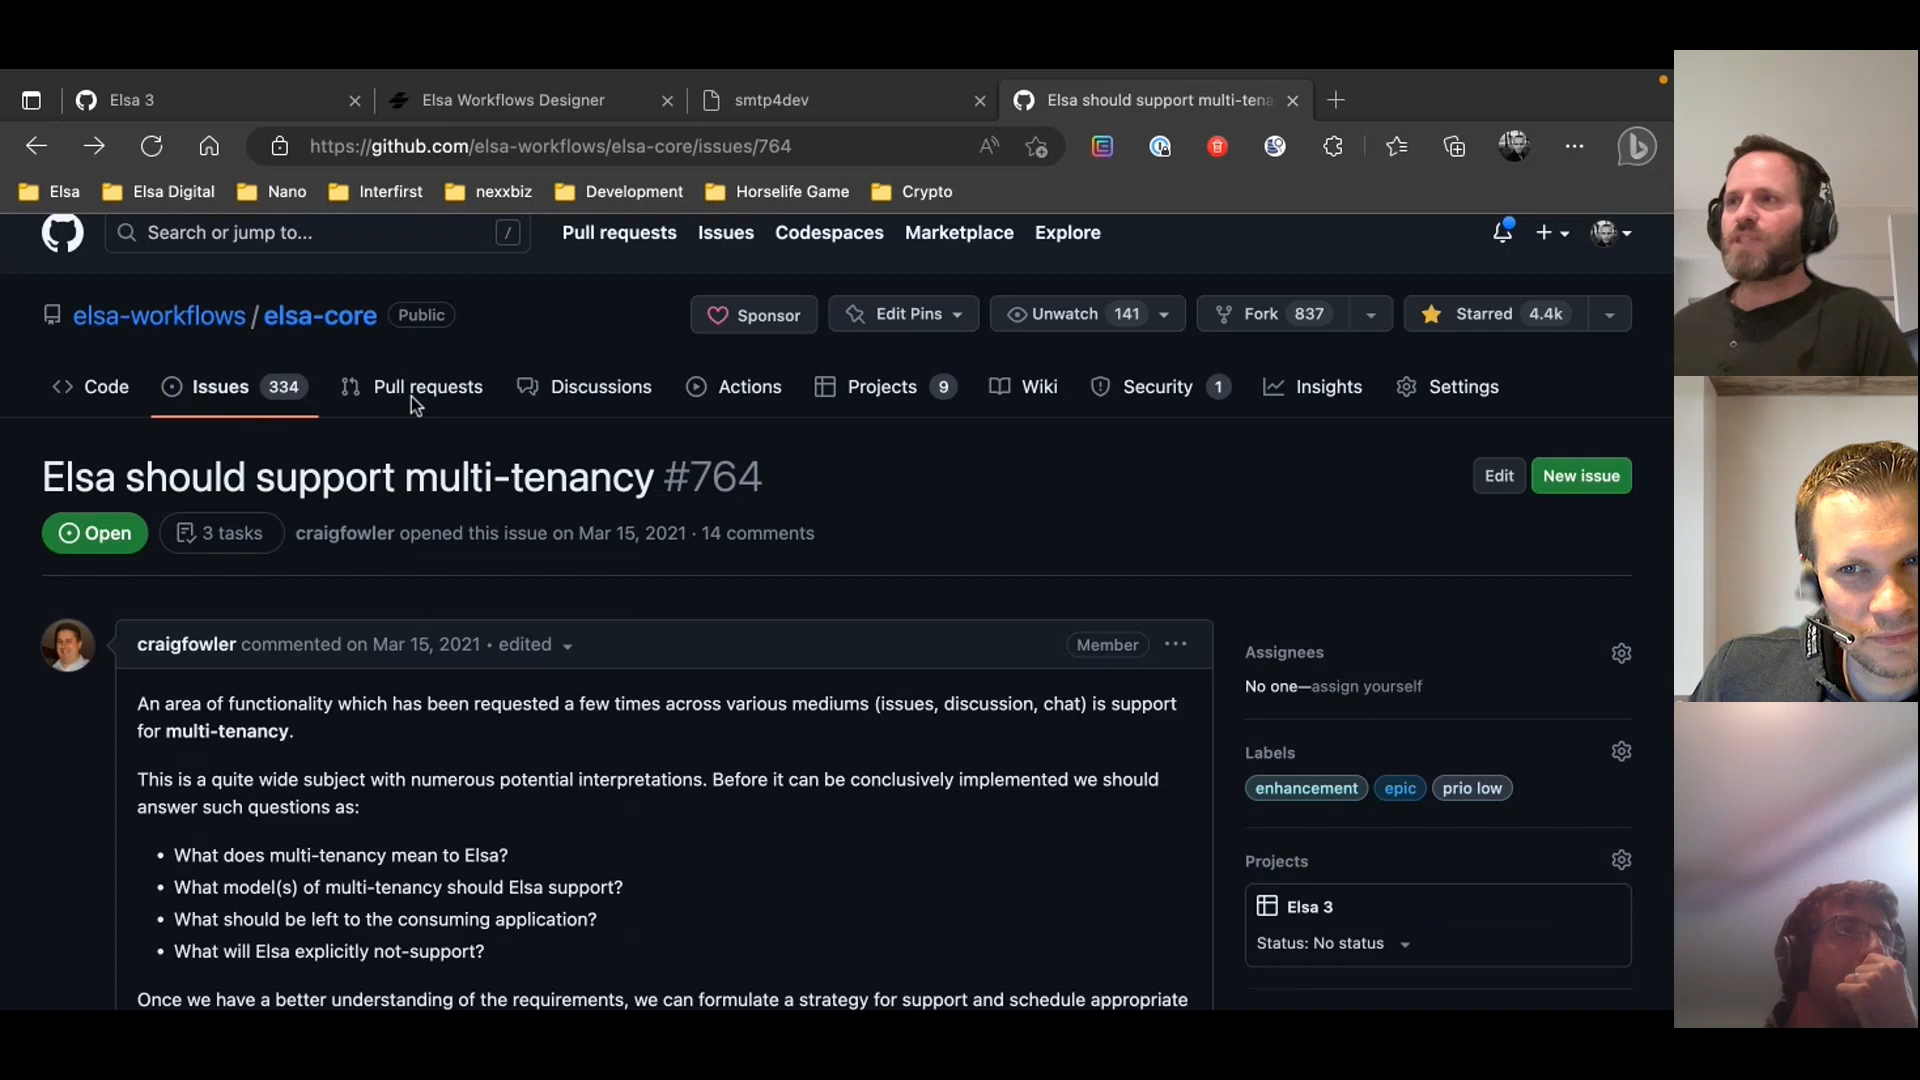 Elsa 3
Elsa Workflows Designer
smtp4dev
Elsa should support multi-tena
https://github.com/elsa-workflows/elsa-core/issues/764
Elsa
Elsa Digital
Nano
Interfirst
nexxbiz
Development
Horselife Game
Crypto
Search or jump to...
/
Pull requests
Issues
Codespaces
Marketplace
Explore
elsa-workflows / elsa-core
Public
Sponsor
Edit Pins
Unwatch 141
Fork 837
Starred 4.4k
Code
Issues 334
Pull requests
Discussions
Actions
Projects 9
Wiki
Security 1
Insights
Settings
Elsa should support multi-tenancy #764
Edit
New issue
Open
3 tasks
craigfowler opened this issue on Mar 15, 2021 · 14 comments
craigfowler commented on Mar 15, 2021 • edited
Member
An area of functionality which has been requested a few times across various mediums (issues, discussion, chat) is support
for multi-tenancy.
This is a quite wide subject with numerous potential interpretations. Before it can be conclusively implemented we should
answer such questions as:
• What does multi-tenancy mean to Elsa?
• What model(s) of multi-tenancy should Elsa support?
• What should be left to the consuming application?
• What will Elsa explicitly not-support?
Once we have a better understanding of the requirements, we can formulate a strategy for support and schedule appropriate
Assignees
No one—assign yourself
Labels
enhancement
epic
prio low
Projects
Elsa 3
Status: No status